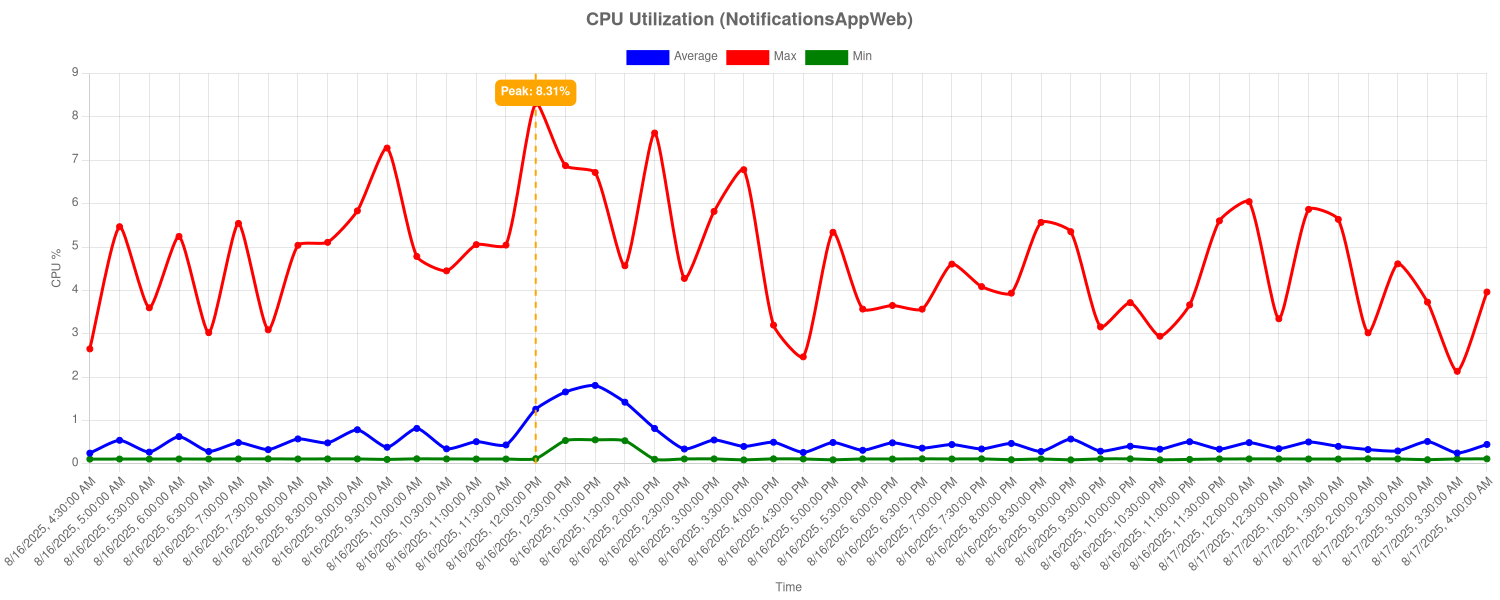 CPU Utilization (NotificationsAppWeb)
Average Max Min
Peak: 8.31%
9
8
7
6
5
4
3
2
1
0
CPU %
8/16/2025, 4:30:00 AM
8/16/2025, 5:00:00 AM
8/16/2025, 5:30:00 AM
8/16/2025, 6:00:00 AM
8/16/2025, 6:30:00 AM
8/16/2025, 7:00:00 AM
8/16/2025, 7:30:00 AM
8/16/2025, 8:00:00 AM
8/16/2025, 8:30:00 AM
8/16/2025, 9:00:00 AM
8/16/2025, 9:30:00 AM
8/16/2025, 10:00:00 AM
8/16/2025, 10:30:00 AM
8/16/2025, 11:00:00 AM
8/16/2025, 11:30:00 AM
8/16/2025, 12:00:00 PM
8/16/2025, 12:30:00 PM
8/16/2025, 1:00:00 PM
8/16/2025, 1:30:00 PM
8/16/2025, 2:00:00 PM
8/16/2025, 2:30:00 PM
8/16/2025, 3:00:00 PM
8/16/2025, 3:30:00 PM
8/16/2025, 4:00:00 PM
8/16/2025, 4:30:00 PM
8/16/2025, 5:00:00 PM
8/16/2025, 5:30:00 PM
8/16/2025, 6:00:00 PM
8/16/2025, 6:30:00 PM
8/16/2025, 7:00:00 PM
8/16/2025, 7:30:00 PM
8/16/2025, 8:00:00 PM
8/16/2025, 8:30:00 PM
8/16/2025, 9:00:00 PM
8/16/2025, 9:30:00 PM
8/16/2025, 10:00:00 PM
8/16/2025, 10:30:00 PM
8/16/2025, 11:00:00 PM
8/16/2025, 11:30:00 PM
8/17/2025, 12:00:00 AM
8/17/2025, 12:30:00 AM
8/17/2025, 1:00:00 AM
8/17/2025, 1:30:00 AM
8/17/2025, 2:00:00 AM
8/17/2025, 2:30:00 AM
8/17/2025, 3:00:00 AM
8/17/2025, 3:30:00 AM
8/17/2025, 4:00:00 AM
Time